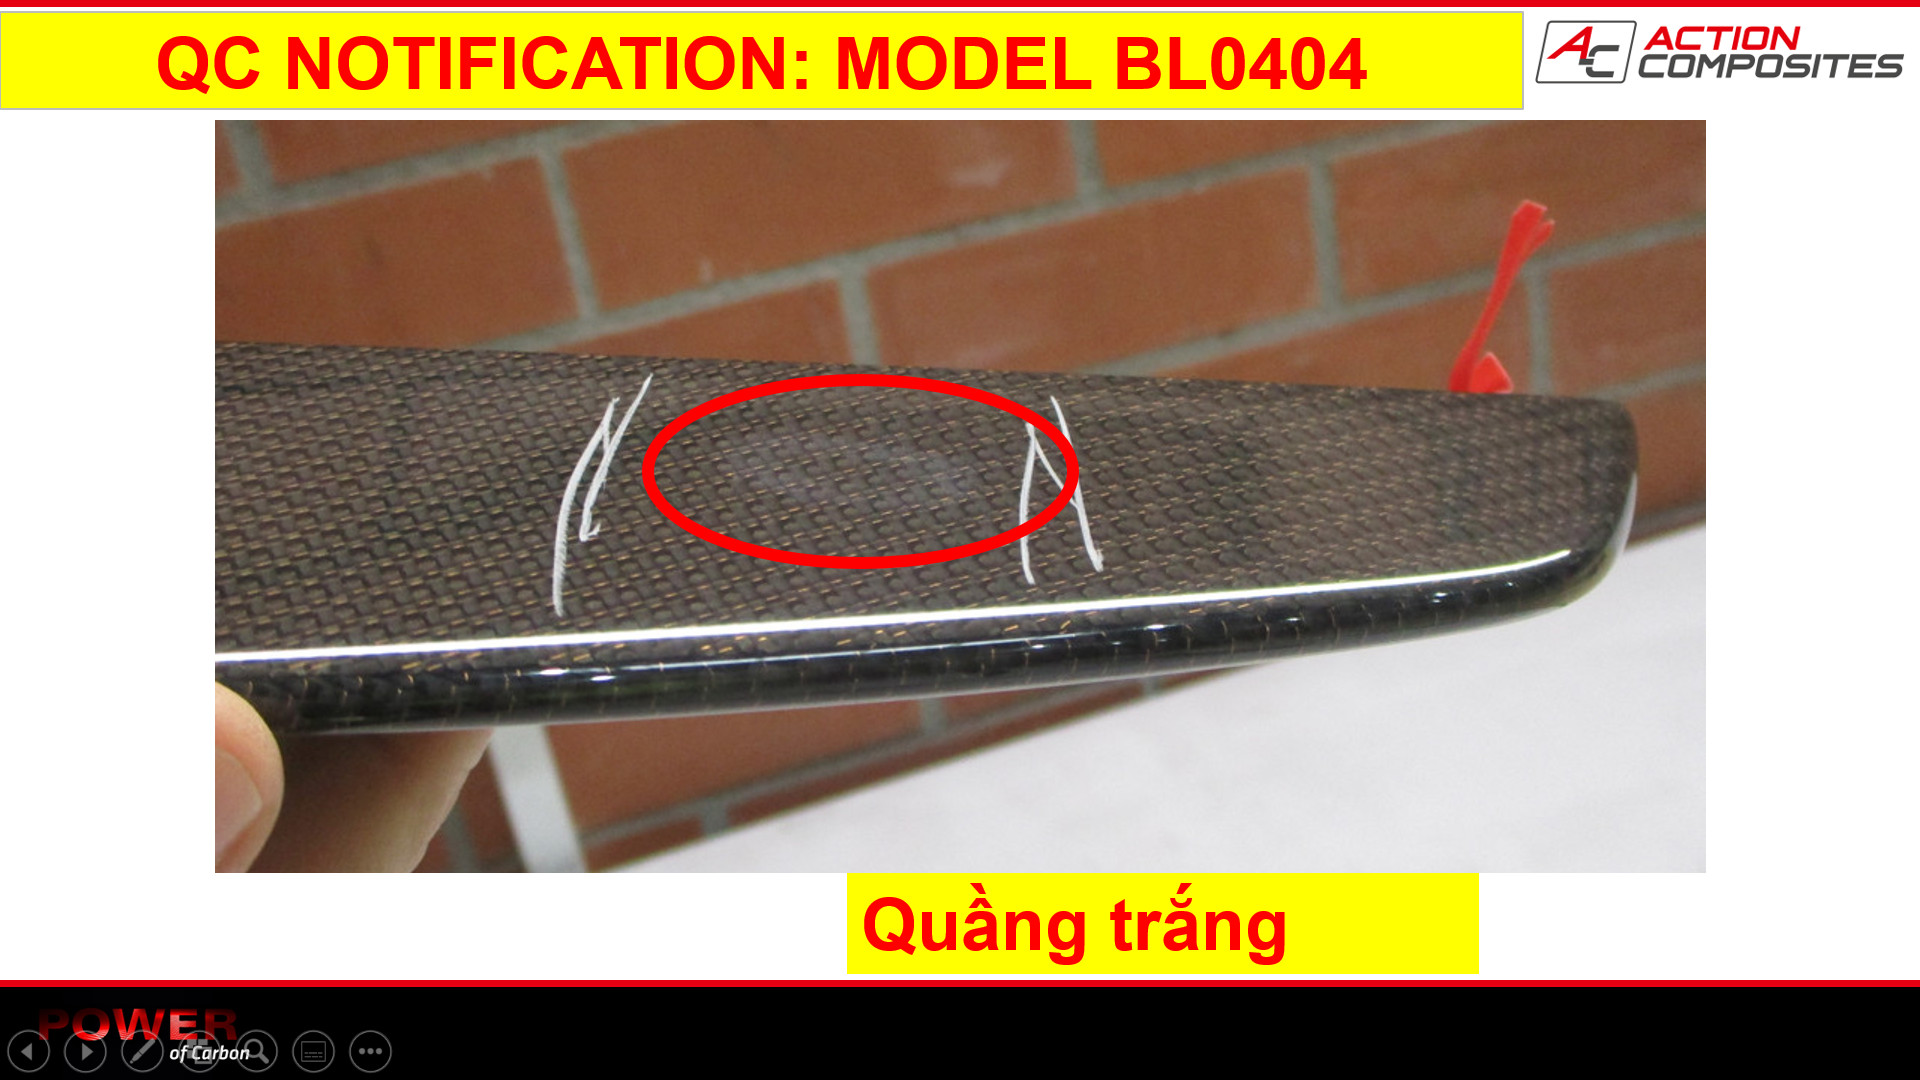 QC NOTIFICATION: MODEL BL0404
ACTION
COMPOSITES
Quầng trắng
POWER
of Carbon